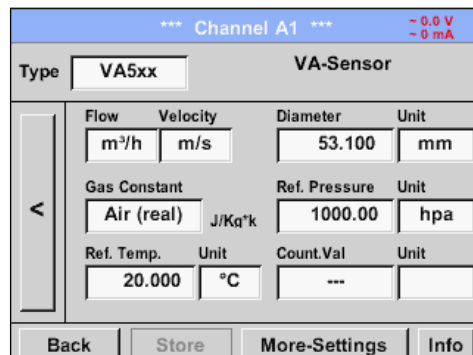 *** Channel A1 ***
~ 0.0 V
~ 0 mA
Type VA5xx VA-Sensor
Flow Velocity Diameter Unit
m³/h m/s 53.100 mm
Gas Constant Ref. Pressure Unit
< Air (real) J/Kg*k 1000.00 hpa
Ref. Temp. Unit Count.Val Unit
20.000 °C ---
Back Store More-Settings Info